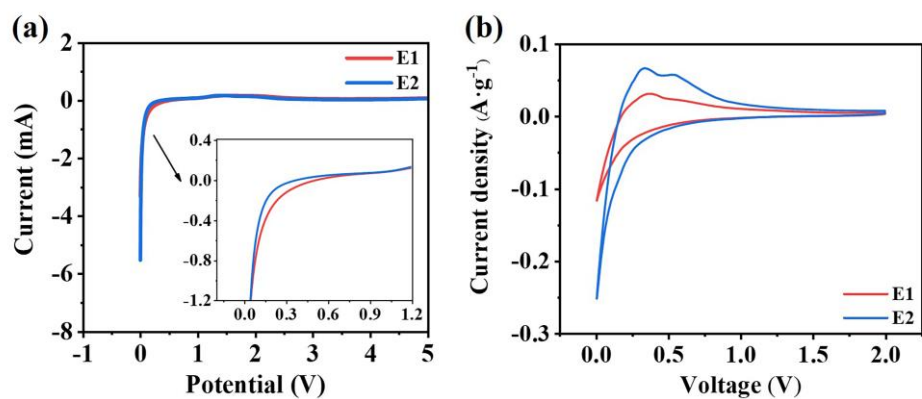 (a)
2
0
-2
-4
-6
-8
Current (mA)
E1
E2
0.4
0.0
-0.4
-0.8
-1.2
0.0 0.3 0.6 0.9 1.2
-1 0 1 2 3 4 5
Potential (V)
(b)
0.1
0.0
-0.1
-0.2
-0.3
Current density (A·g⁻¹)
E1
E2
0.0 0.5 1.0 1.5 2.0
Voltage (V)